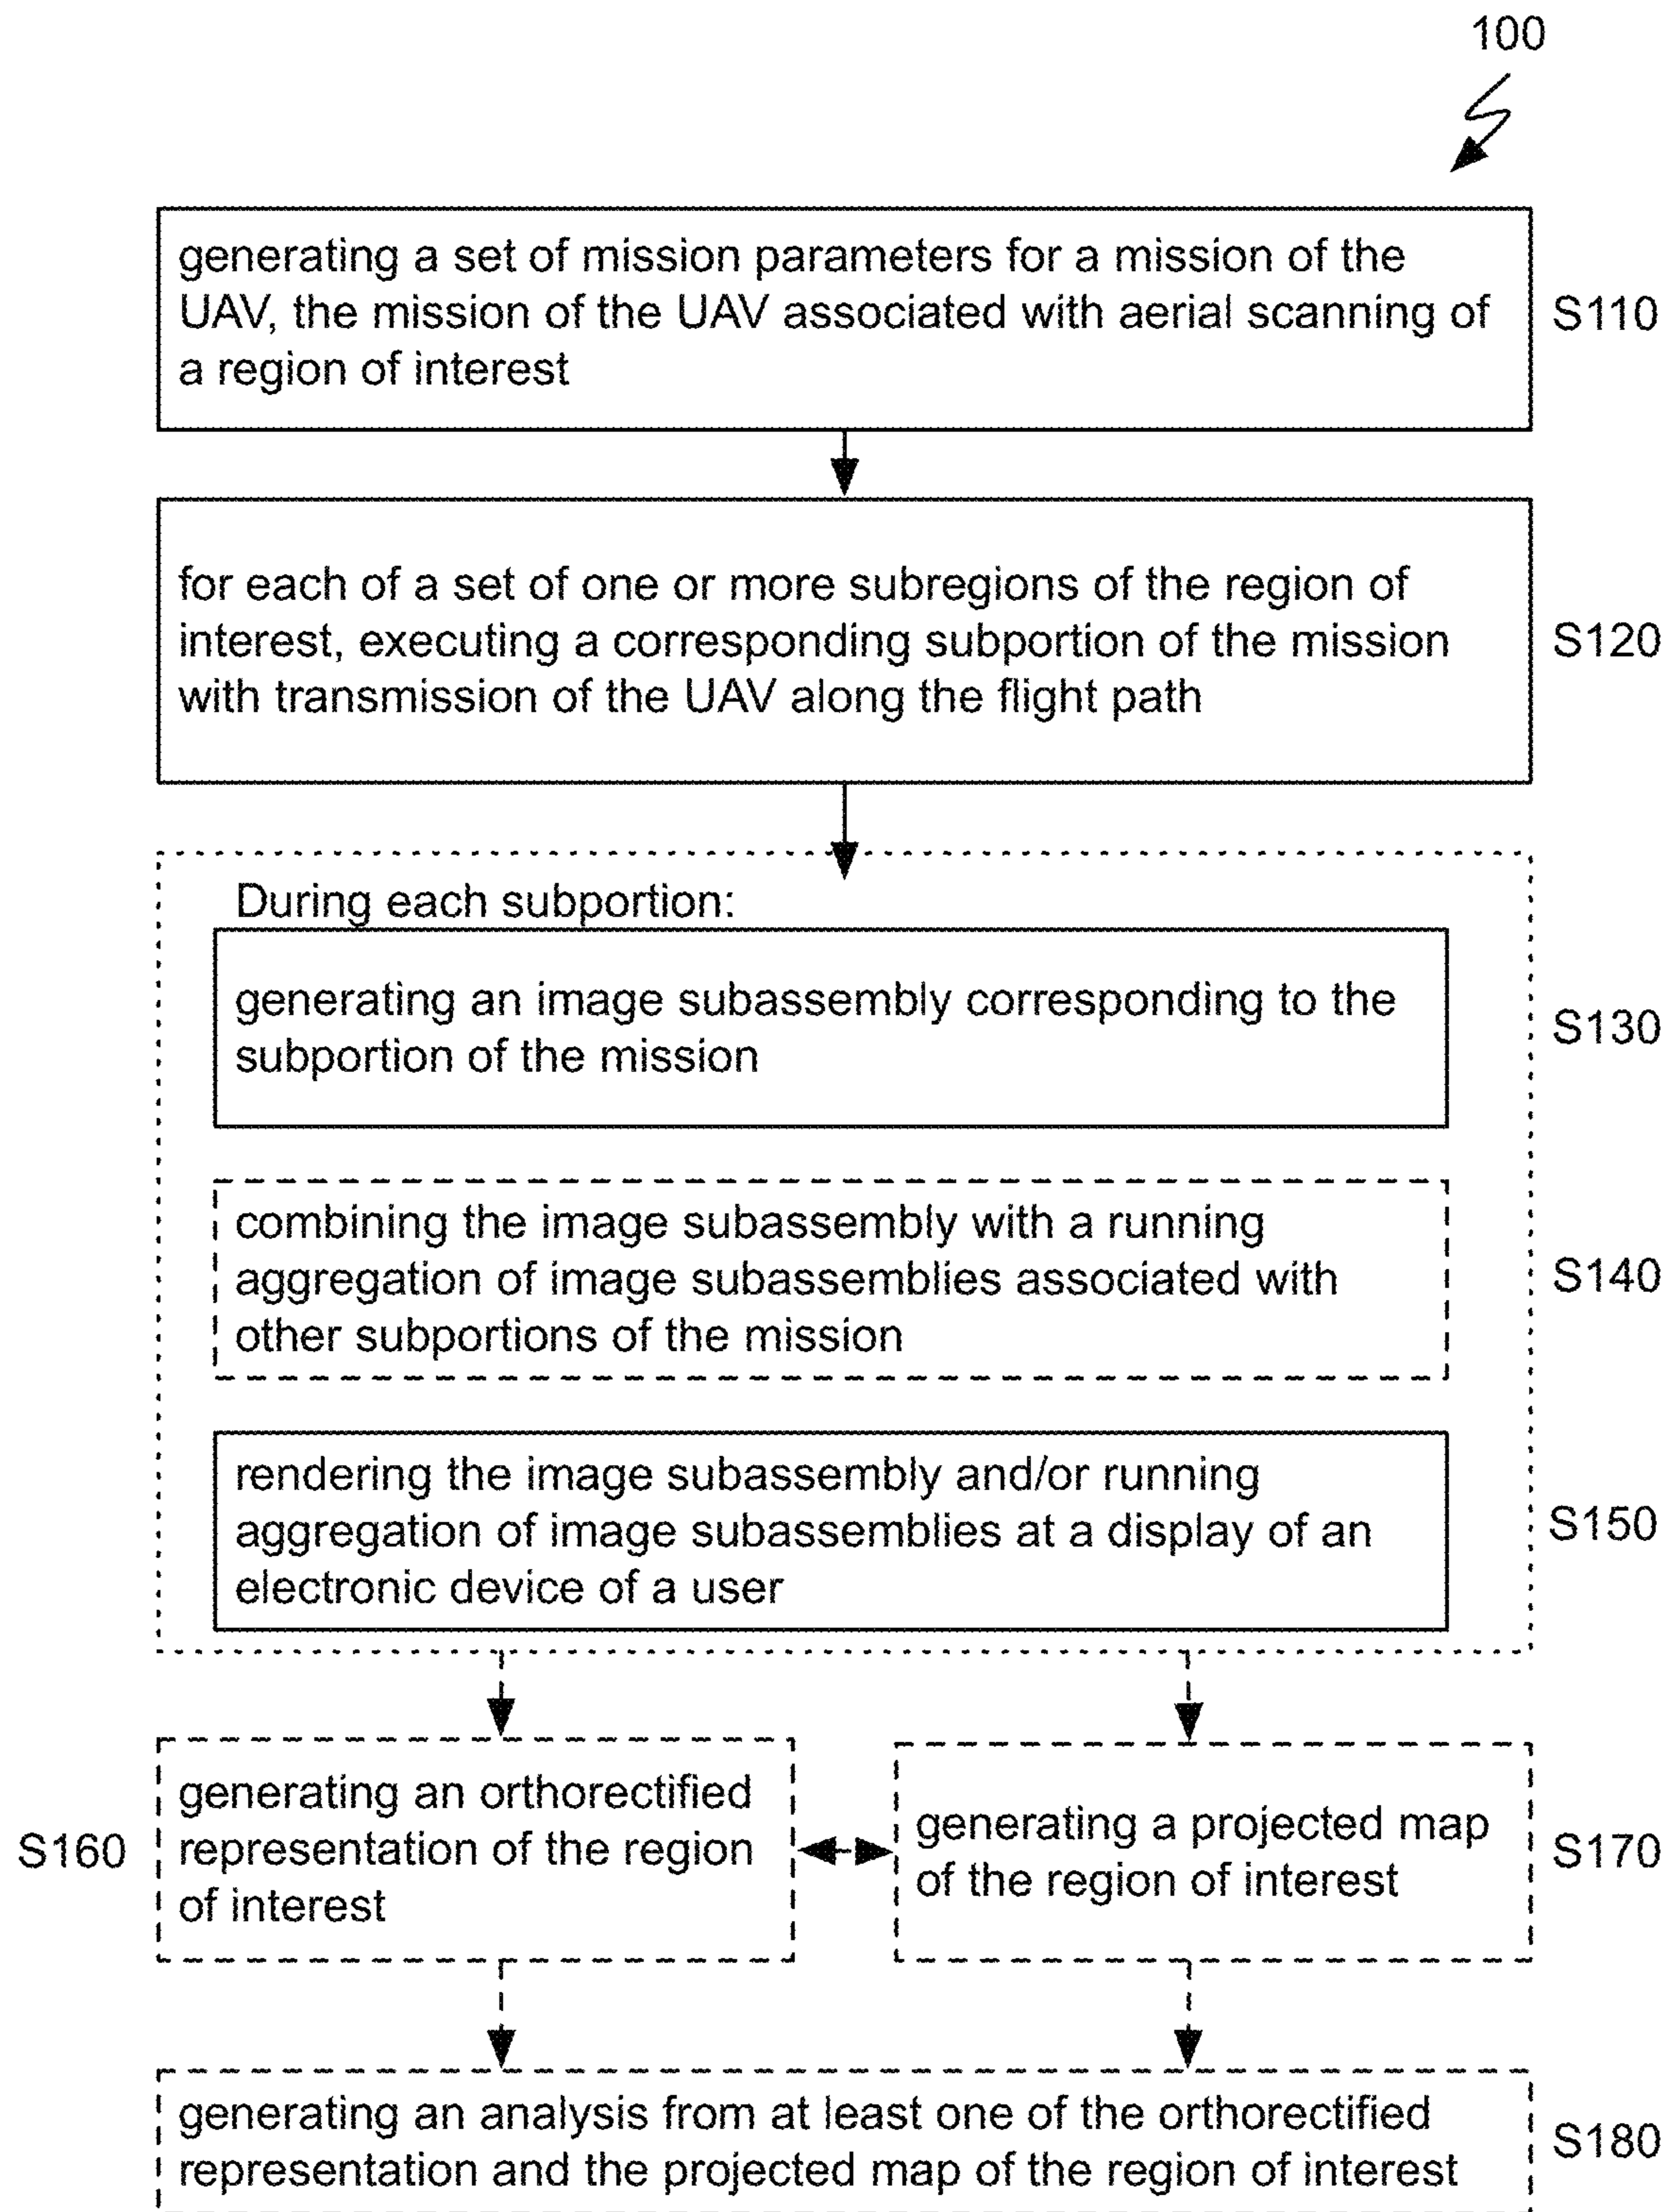 100
generating a set of mission parameters for a mission of the
UAV, the mission of the UAV associated with aerial scanning of
a region of interest
S110
for each of a set of one or more subregions of the region of
interest, executing a corresponding subportion of the mission
with transmission of the UAV along the flight path
S120
During each subportion:
generating an image subassembly corresponding to the
subportion of the mission
S130
combining the image subassembly with a running
aggregation of image subassemblies associated with
other subportions of the mission
S140
rendering the image subassembly and/or running
aggregation of image subassemblies at a display of an
electronic device of a user
S150
S160
generating an orthorectified
representation of the region
of interest
generating a projected map
of the region of interest
S170
generating an analysis from at least one of the orthorectified
representation and the projected map of the region of interest
S180